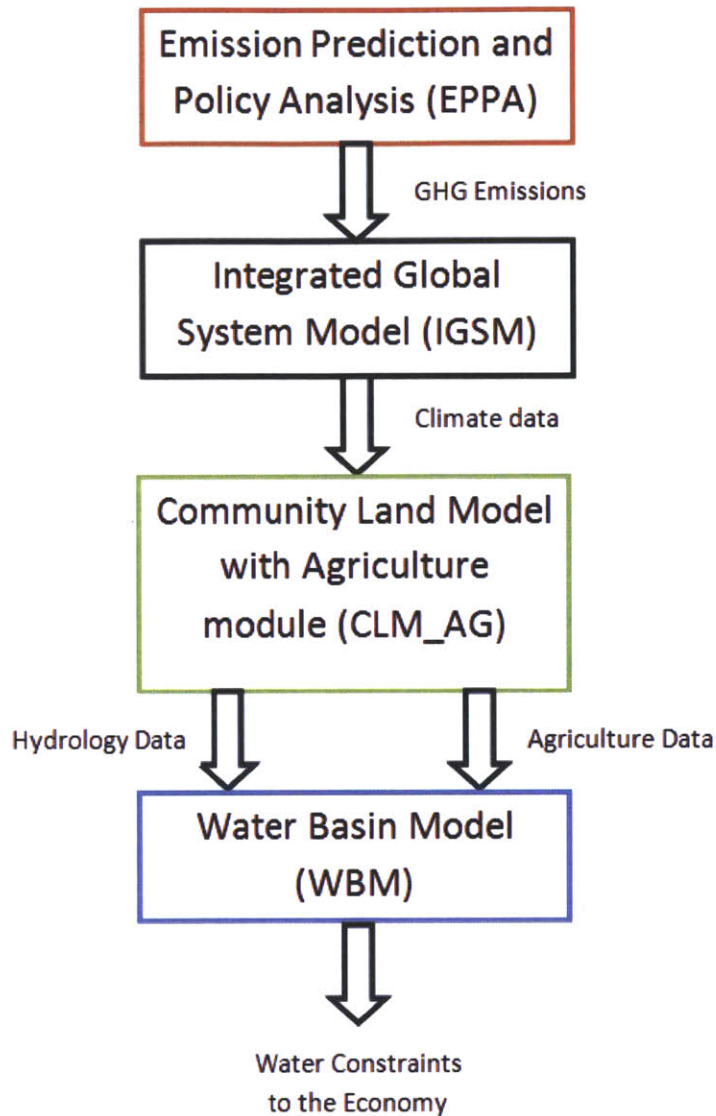 Emission Prediction and
Policy Analysis (EPPA)
GHG Emissions
Integrated Global
System Model (IGSM)
Climate data
Community Land Model
with Agriculture
module (CLM_AG)
Hydrology Data
Agriculture Data
Water Basin Model
(WBM)
Water Constraints
to the Economy